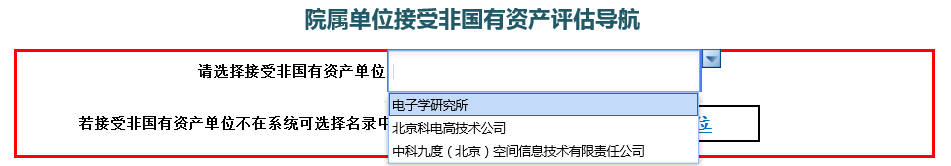 院属单位接受非国有资产评估导航
请选择接受非国有资产单位
电子学研究所
若接受非国有资产单位不在系统可选择名录中
位
北京科电高技术公司
中科九度（北京）空间信息技术有限责任公司